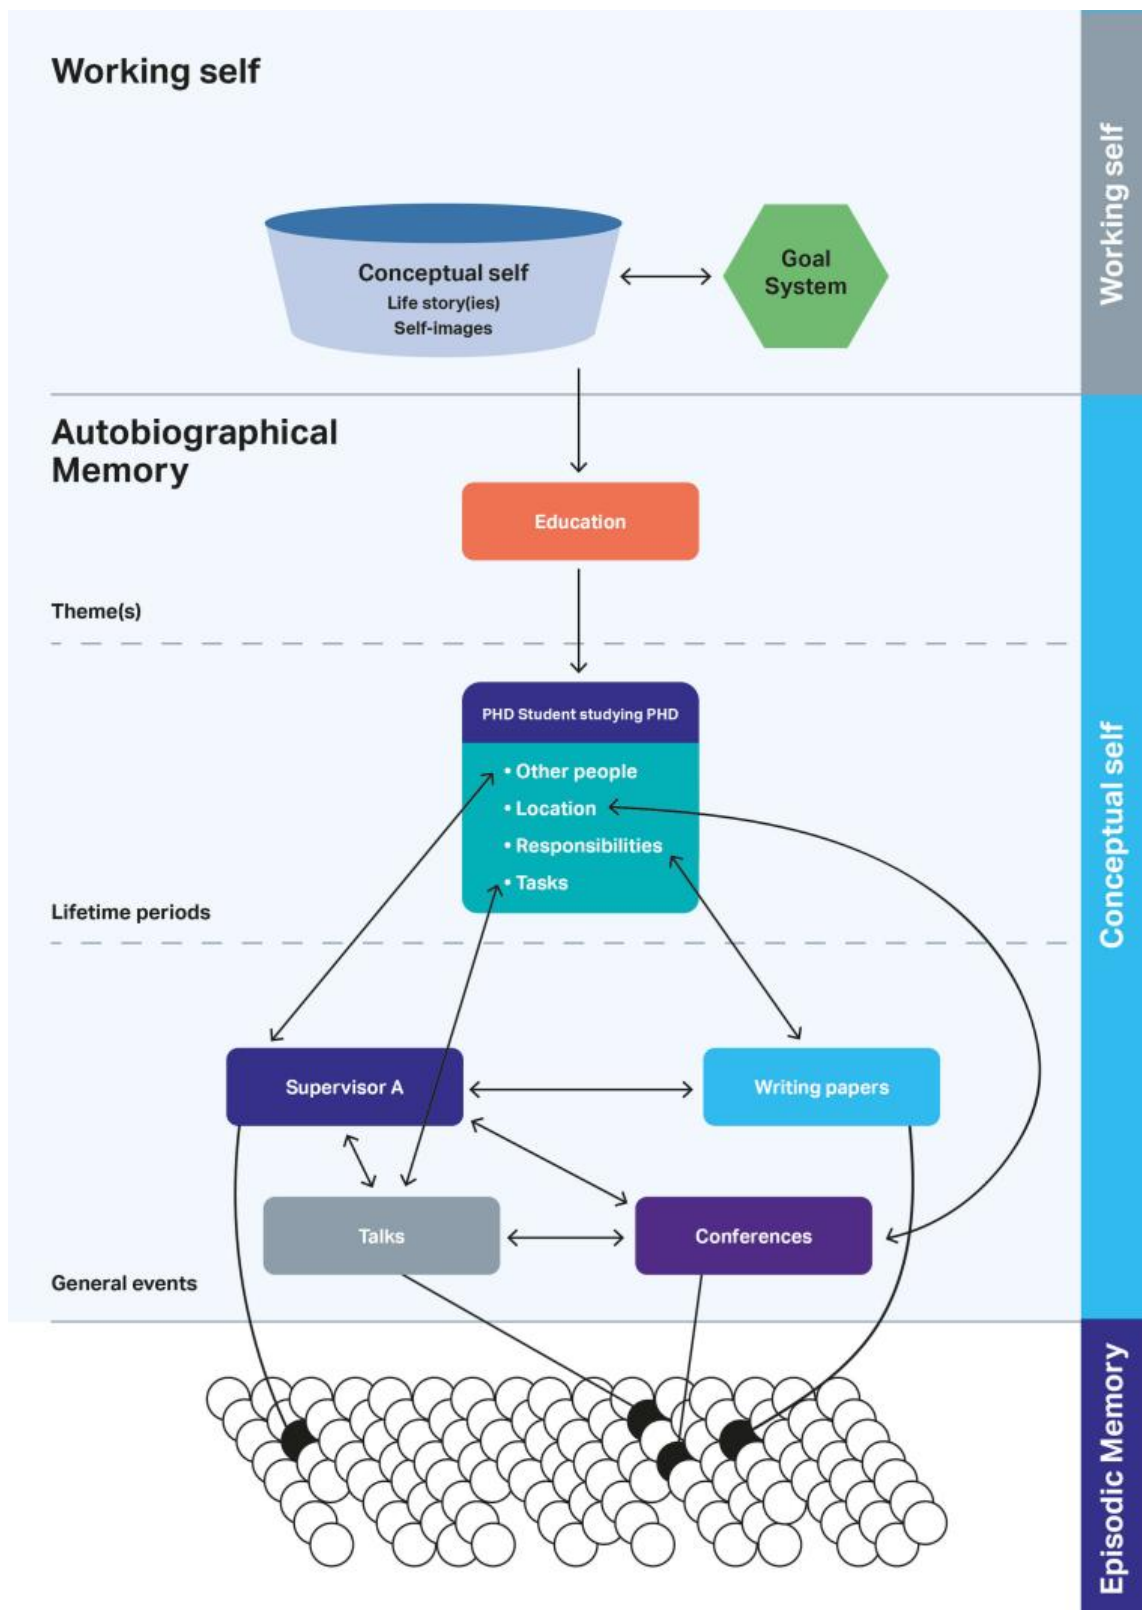 Working self
Conceptual self
Life story(ies)
Self-images
Goal
System
Working self
Autobiographical
Memory
Education
Theme(s)
PHD Student studying PHD
• Other people
• Location
• Responsibilities
• Tasks
Lifetime periods
Conceptual self
Supervisor A
Writing papers
Talks
Conferences
General events
Episodic Memory